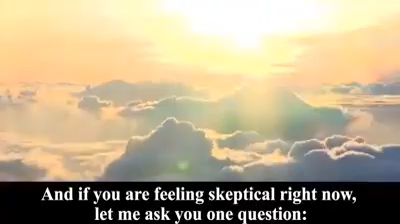 And if you are feeling skeptical right now,
let me ask you one question: